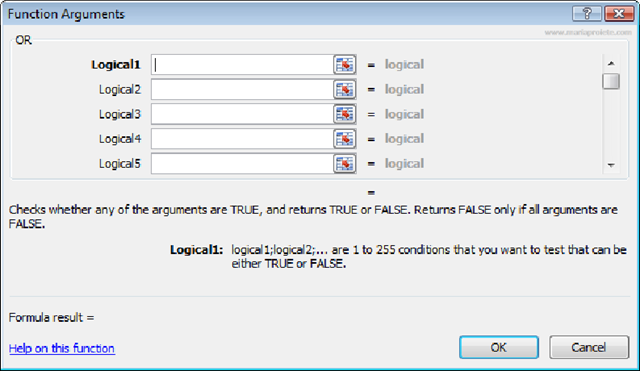 Function Arguments
www.mariaprokots.com
OR
Logical1 = logical
Logical2 = logical
Logical3 = logical
Logical4 = logical
Logical5 = logical
=
Checks whether any of the arguments are TRUE, and returns TRUE or FALSE. Returns FALSE only if all arguments are
FALSE.
Logical1: logical1;logical2;... are 1 to 255 conditions that you want to test that can be
either TRUE or FALSE.
Formula result =
Help on this function
OK Cancel